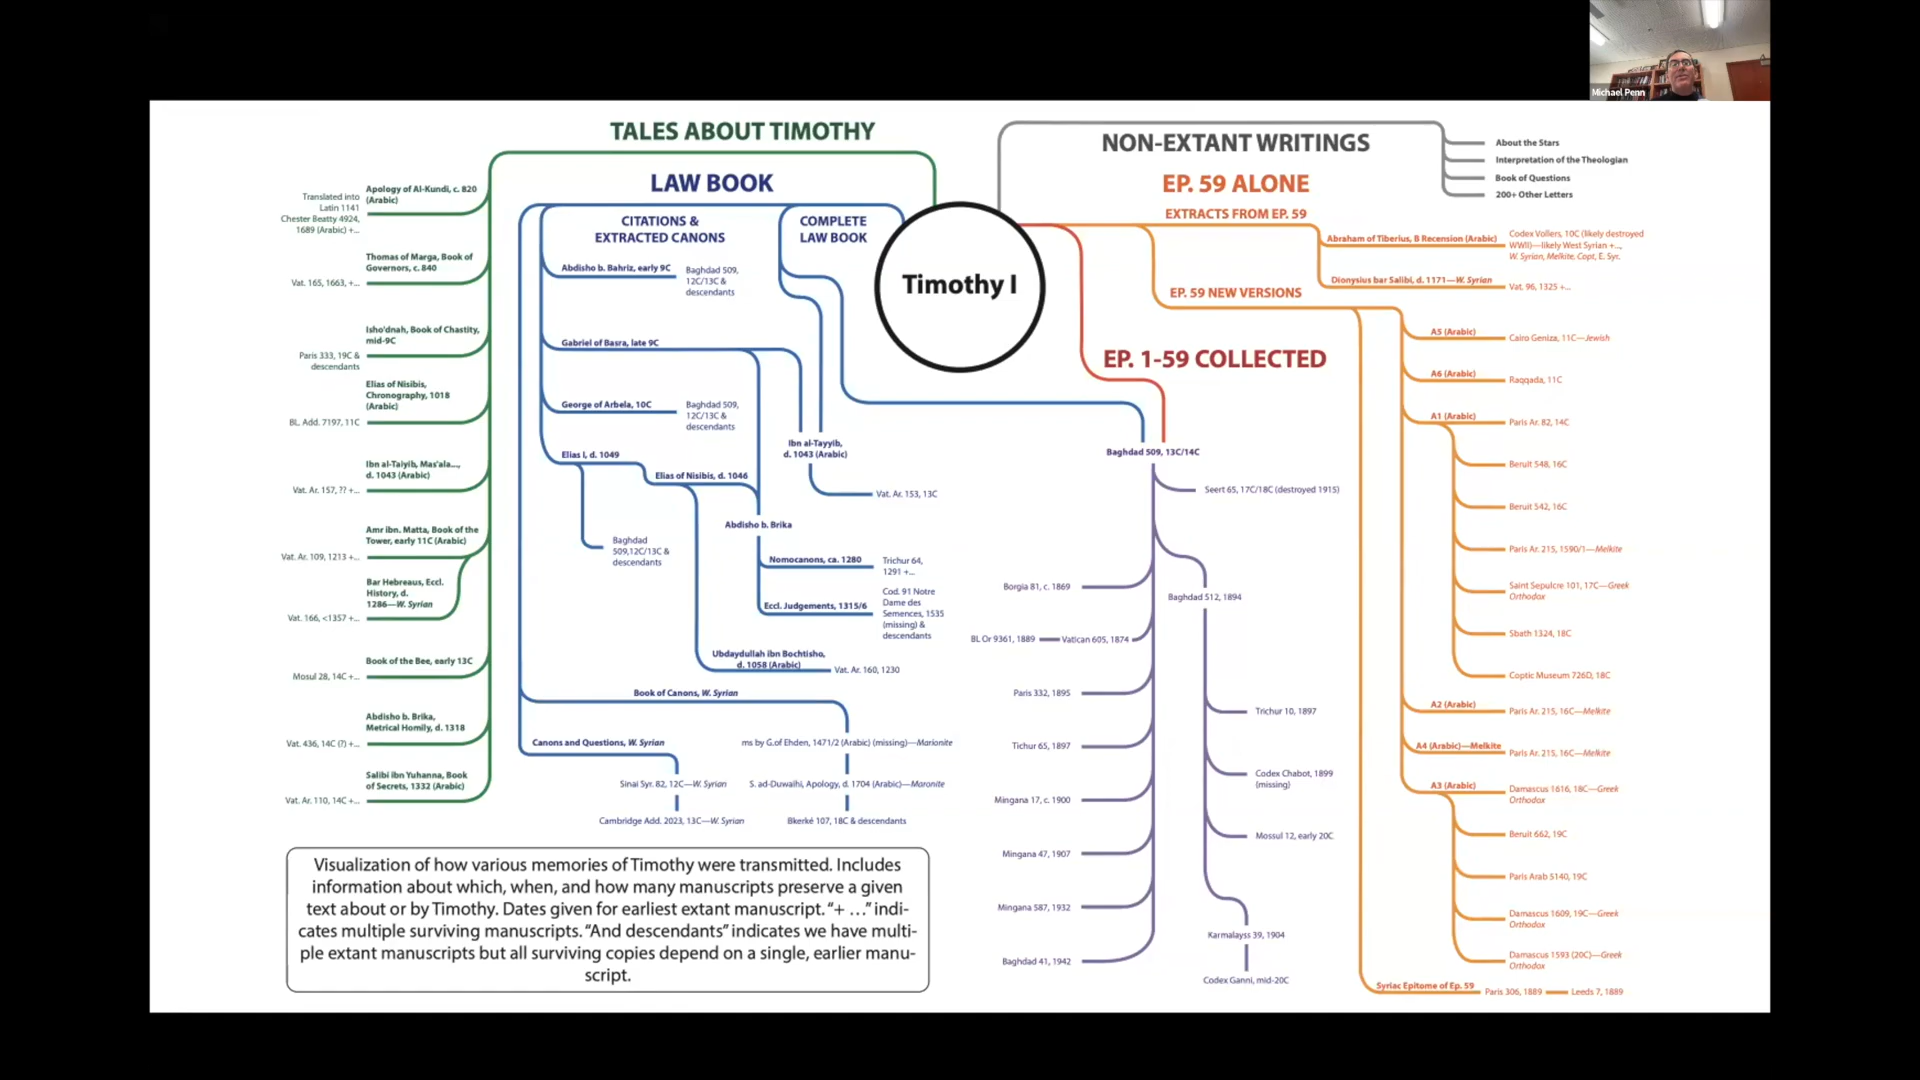 Michael Penn
TALES ABOUT TIMOTHY
Apology of Al-Kundi, c. 820
(Arabic)
Translated into
Latin 1141
Chester Beatty 4924,
1689 (Arabic) +...
Thomas of Marga, Book of
Governors, c. 840
Vat. 165, 1663, +...
Isho'dnah, Book of Chastity,
mid-9C
Paris 333, 19C &
descendants
Elias of Nisibis,
Chronography, 1018
(Arabic)
BL. Add. 7197, 11C
Ibn al-Taiyib, Mas'ala...,
d. 1043 (Arabic)
Vat. Ar. 157, ?? +...
Amr ibn. Matta, Book of the
Tower, early 11C (Arabic)
Vat. Ar. 109, 1213 +...
Bar Hebreaus, Eccl.
History, d.
1286—W. Syrian
Vat. 166, <1357 +...
Book of the Bee, early 13C
Mosul 28, 14C +...
Abdisho b. Brika,
Metrical Homily, d. 1318
Vat. 436, 14C (?) +...
Salibi ibn Yuhanna, Book
of Secrets, 1332 (Arabic)
Vat. Ar. 110, 14C +...
LAW BOOK
CITATIONS &
EXTRACTED CANONS
COMPLETE
LAW BOOK
Abdisho b. Bahriz, early 9C
Baghdad 509,
12C/13C &
descendants
Gabriel of Basra, late 9C
George of Arbela, 10C
Baghdad 509,
12C/13C &
descendants
Elias I, d. 1049
Elias of Nisibis, d. 1046
Ibn al-Tayyib,
d. 1043 (Arabic)
Vat. Ar. 153, 13C
Abdisho b. Brika
Baghdad
509,12C/13C &
descendants
Nomocanons, ca. 1280
Trichur 64,
1291 +...
Eccl. Judgements, 1315/6
Cod. 91 Notre
Dame des
Semences, 1535
(missing) &
descendants
Ubdaydullah ibn Bochtisho,
d. 1058 (Arabic)
Vat. Ar. 160, 1230
Book of Canons, W. Syrian
Canons and Questions, W. Syrian
ms by G.of Ehden, 1471/2 (Arabic) (missing)—Marionite
Sinai Syr. 82, 12C—W. Syrian
S. ad-Duwaihi, Apology, d. 1704 (Arabic)—Maronite
Cambridge Add. 2023, 13C—W. Syrian
Bkerké 107, 18C & descendants
Timothy I
NON-EXTANT WRITINGS
About the Stars
Interpretation of the Theologian
Book of Questions
200+ Other Letters
EP. 59 ALONE
EXTRACTS FROM EP. 59
Abraham of Tiberius, B Recension (Arabic)
Codex Vollers, 10C (likely destroyed
WWII)—likely West Syrian +...,
W. Syrian, Melkite, Copt, E. Syr.
Dionysius bar Salibi, d. 1171—W. Syrian
Vat. 96, 1325 +...
EP. 59 NEW VERSIONS
A5 (Arabic)
Cairo Geniza, 11C—Jewish
A6 (Arabic)
Raqqada, 11C
A1 (Arabic)
Paris Ar. 82, 14C
Beruit 548, 16C
Beruit 542, 16C
Paris Ar. 215, 1590/1—Melkite
Saint Sepulcre 101, 17C—Greek
Orthodox
Sbath 1324, 18C
Coptic Museum 726D, 18C
A2 (Arabic)
Paris Ar. 215, 16C—Melkite
A4 (Arabic)—Melkite
Paris Ar. 215, 16C—Melkite
A3 (Arabic)
Damascus 1616, 18C—Greek
Orthodox
Beruit 662, 19C
Paris Arab 5140, 19C
Damascus 1609, 19C—Greek
Orthodox
Damascus 1593 (20C)—Greek
Orthodox
Syriac Epitome of Ep. 59
Paris 306, 1889
Leeds 7, 1889
EP. 1-59 COLLECTED
Baghdad 509, 13C/14C
Seert 65, 17C/18C (destroyed 1915)
Borgia 81, c. 1869
Baghdad 512, 1894
BL Or 9361, 1889
Vatican 605, 1874
Paris 332, 1895
Trichur 10, 1897
Tichur 65, 1897
Codex Chabot, 1899
(missing)
Mingana 17, c. 1900
Mossul 12, early 20C
Mingana 47, 1907
Mingana 587, 1932
Karmalayss 39, 1904
Baghdad 41, 1942
Codex Ganni, mid-20C
Visualization of how various memories of Timothy were transmitted. Includes
information about which, when, and how many manuscripts preserve a given
text about or by Timothy. Dates given for earliest extant manuscript. "+ ..." indi-
cates multiple surviving manuscripts. "And descendants" indicates we have multi-
ple extant manuscripts but all surviving copies depend on a single, earlier manu-
script.